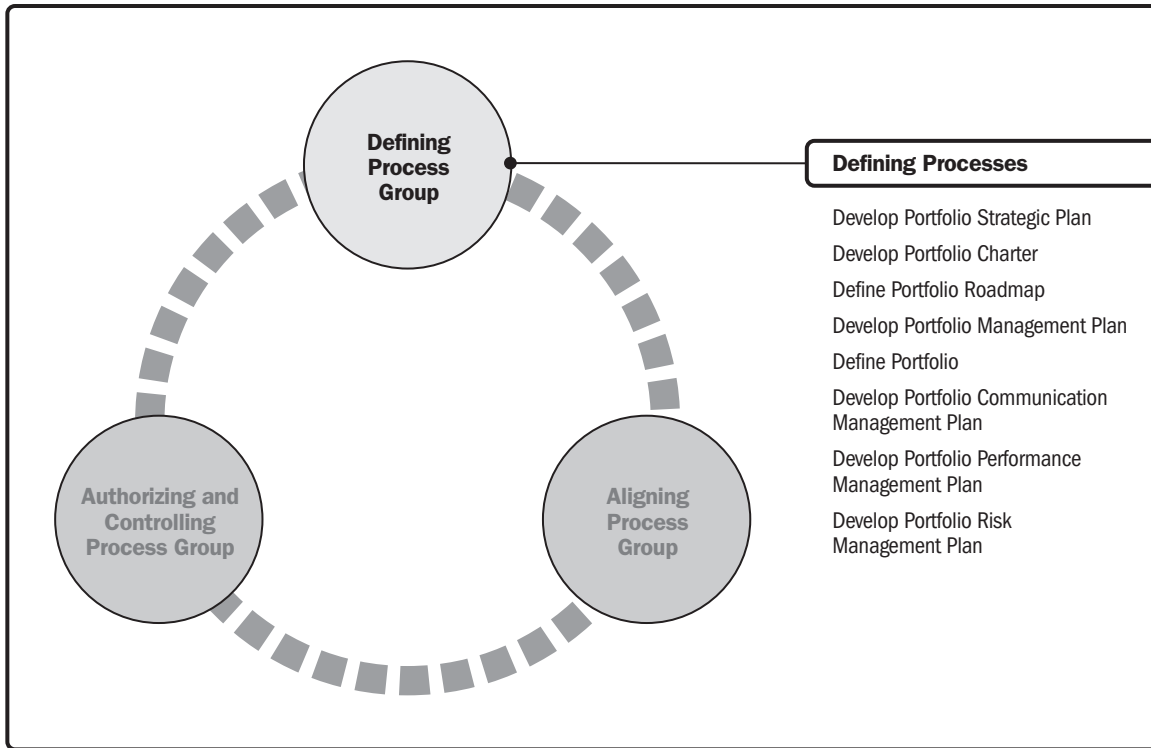 Defining
Process
Group
Defining Processes
Develop Portfolio Strategic Plan
Develop Portfolio Charter
Define Portfolio Roadmap
Develop Portfolio Management Plan
Define Portfolio
Develop Portfolio Communication
Management Plan
Develop Portfolio Performance
Management Plan
Develop Portfolio Risk
Management Plan
Authorizing and
Controlling
Process Group
Aligning
Process
Group